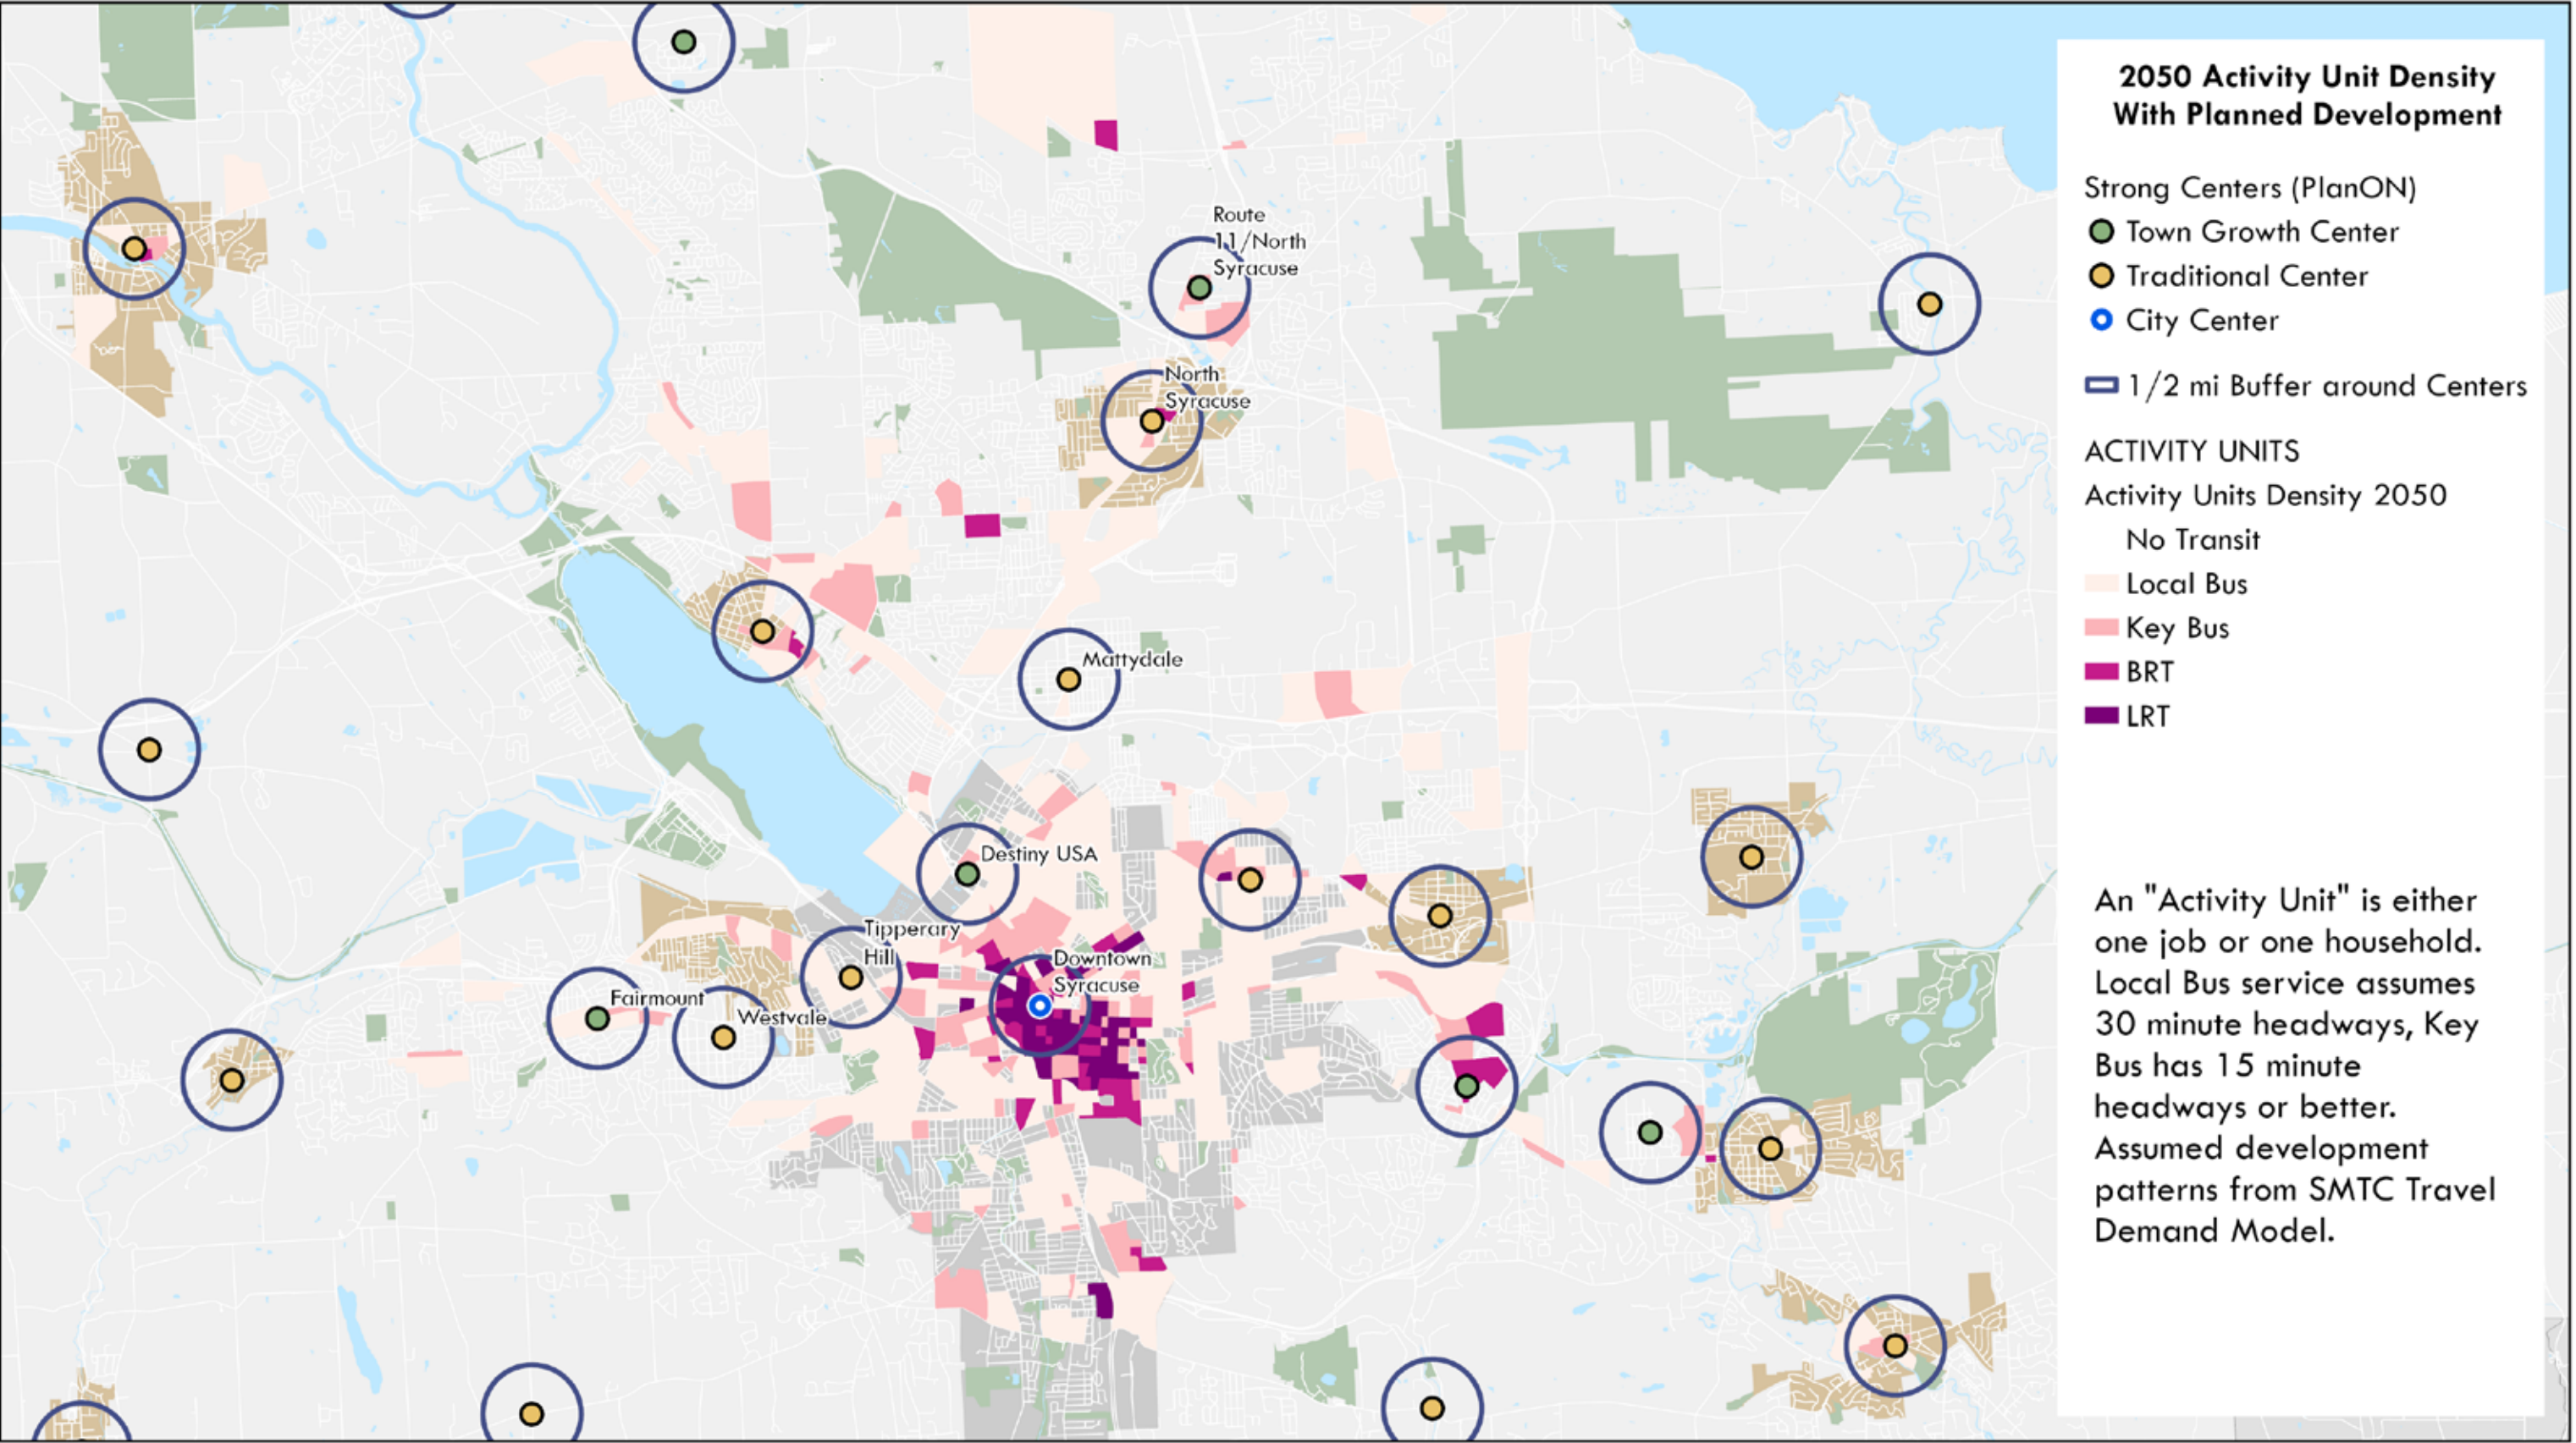 2050 Activity Unit Density
With Planned Development
Strong Centers (PlanON)
Town Growth Center
Traditional Center
City Center
1/2 mi Buffer around Centers
ACTIVITY UNITS
Activity Units Density 2050
No Transit
Local Bus
Key Bus
BRT
LRT
An "Activity Unit" is either
one job or one household.
Local Bus service assumes
30 minute headways, Key
Bus has 15 minute
headways or better.
Assumed development
patterns from SMTC Travel
Demand Model.
Route
11/North
Syracuse
North
Syracuse
Mattydale
Destiny USA
Tipperary
Hill
Downtown
Syracuse
Fairmount
Westvale